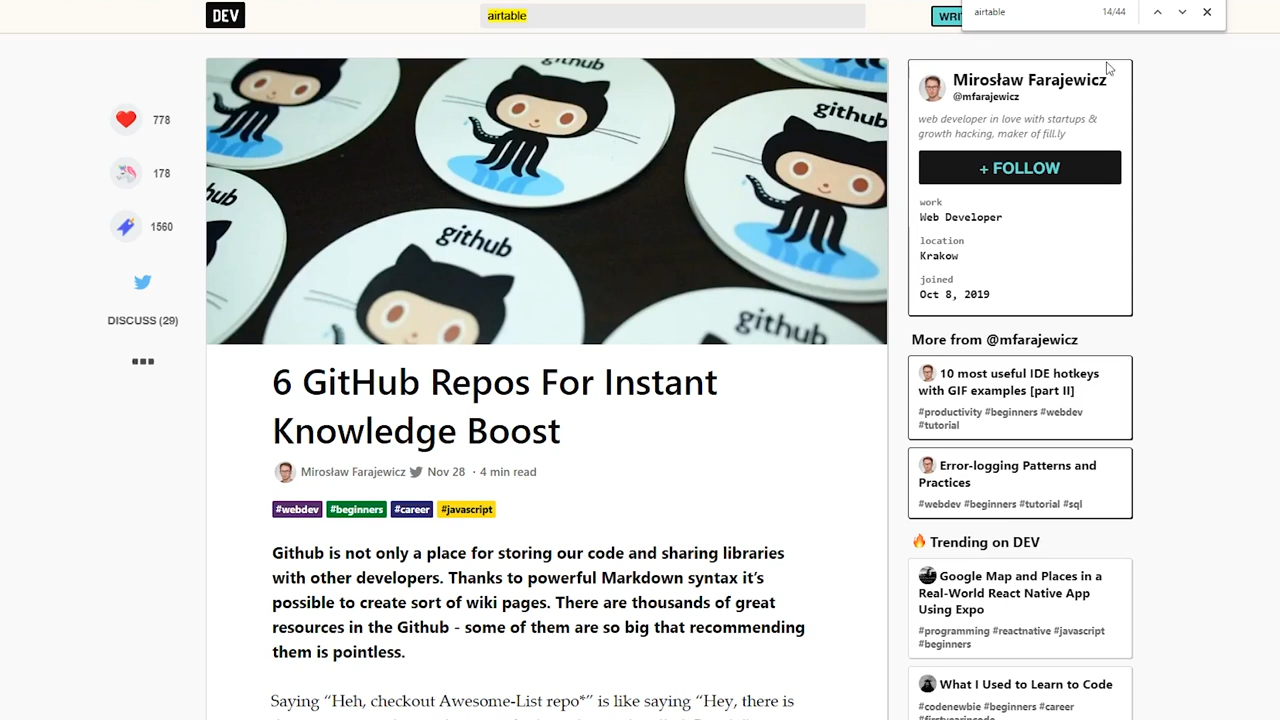 DEV
airtable
WRI
airtable
14/44
github
github
hub
github
github
778
178
1560
DISCUSS (29)
6 GitHub Repos For Instant
Knowledge Boost
Mirosław Farajewicz Nov 28 · 4 min read
#webdev #beginners #career #javascript
Github is not only a place for storing our code and sharing libraries
with other developers. Thanks to powerful Markdown syntax it’s
possible to create sort of wiki pages. There are thousands of great
resources in the Github - some of them are so big that recommending
them is pointless.
Saying “Heh, checkout Awesome-List repo*” is like saying “Hey, there is
Mirosław Farajewicz
@mfarajewicz
web developer in love with startups &
growth hacking, maker of fill.ly
+ FOLLOW
work
Web Developer
location
Krakow
joined
Oct 8, 2019
More from @mfarajewicz
10 most useful IDE hotkeys
with GIF examples [part II]
#productivity #beginners #webdev
#tutorial
Error-logging Patterns and
Practices
#webdev #beginners #tutorial #sql
Trending on DEV
Google Map and Places in a
Real-World React Native App
Using Expo
#programming #reactnative #javascript
#beginners
What I Used to Learn to Code
#codenewbie #beginners #career
#firstyearincode